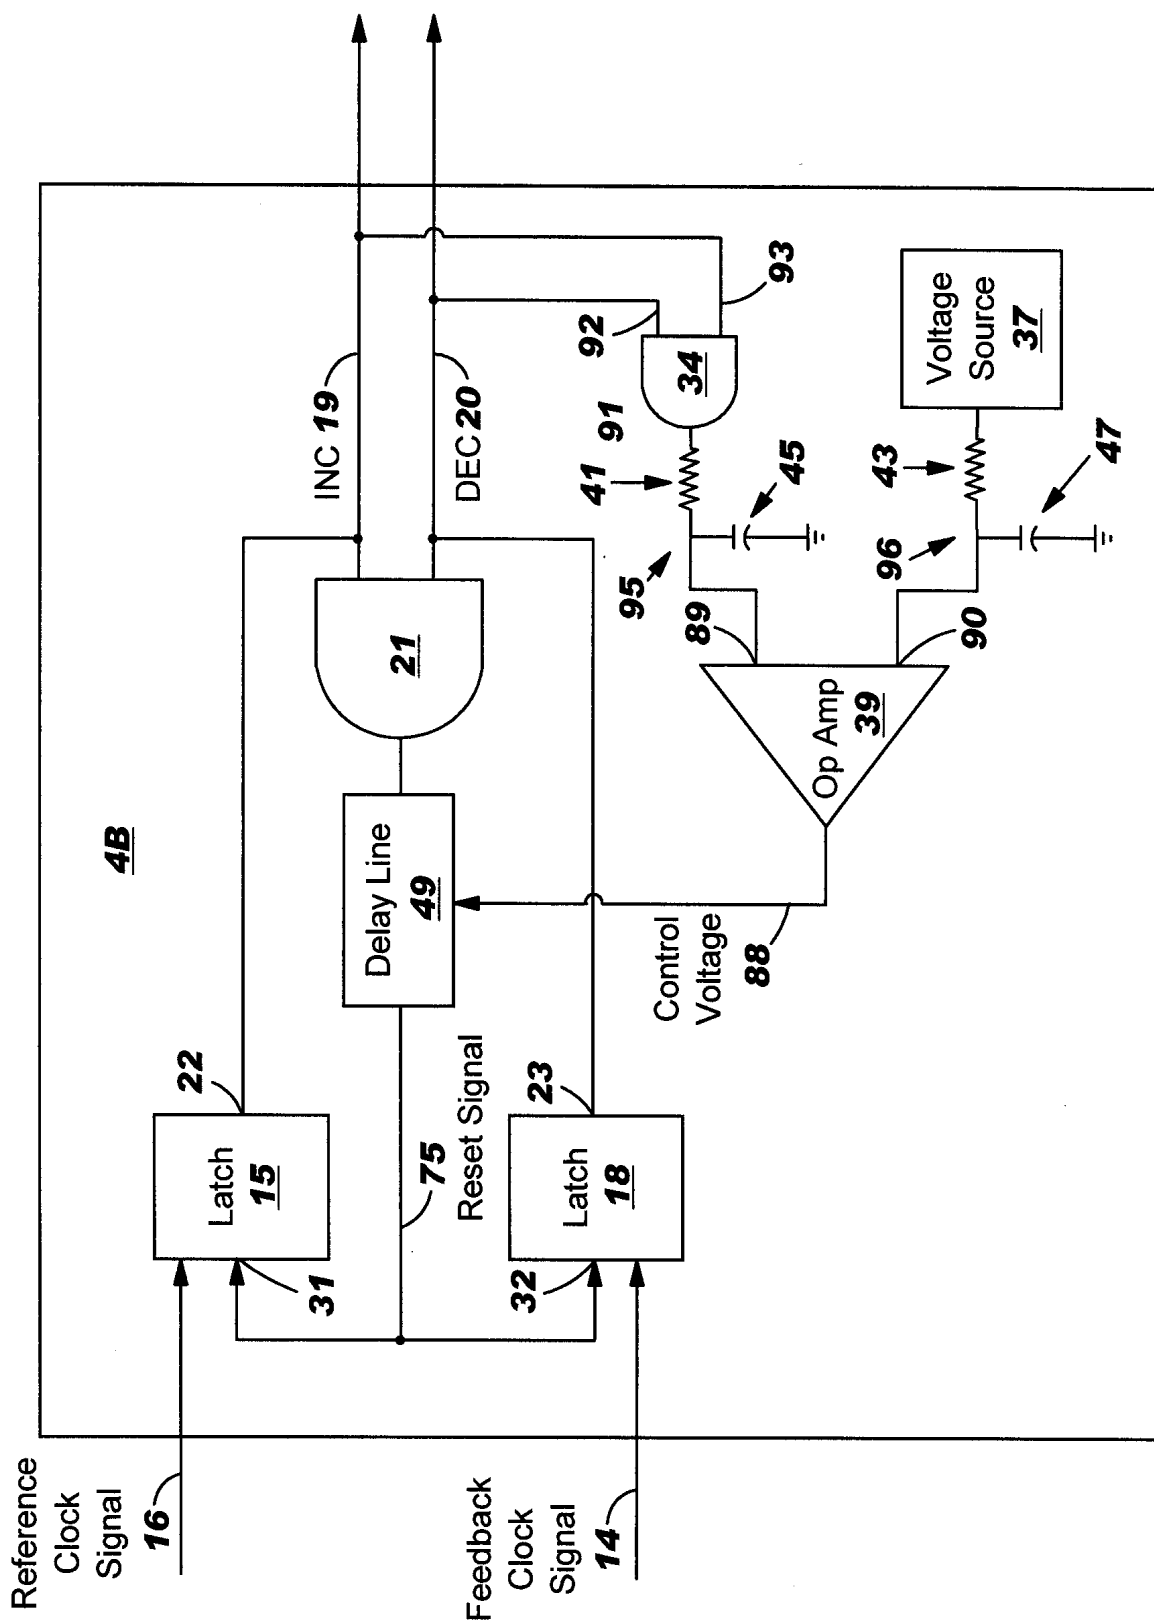 4B
Reference
Clock
Signal
16
Feedback
Clock
Signal
14
Latch
15
22
31
Latch
18
23
32
75
Reset Signal
Delay Line
49
21
INC 19
DEC 20
Control
Voltage
88
Op Amp
39
89
90
95
41
91
45
34
92
93
96
43
47
Voltage
Source
37